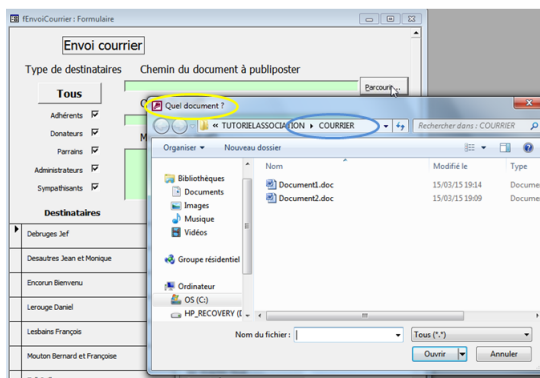 fEnvoiCourrier : Formulaire
Envoi courrier
Type de destinataires Chemin du document à publiposter
Tous
Parcourir...
Adhérents
Donateurs
Parrains
Administrateurs
Sympathisants
Destinataires
Debruges Jef
Desautres Jean et Monique
Encorun Bienvenu
Lerouge Daniel
Lesbains François
Mouton Bernard et Françoise
Quel document ?
« TUTORIELASSOCIATION COURRIER
Rechercher dans : COURRIER
Organiser Nouveau dossier
Nom Modifié le Type
Bibliothèques
Documents
Images
Musique
Vidéos
Groupe résidentiel
Ordinateur
OS (C:)
HP_RECOVERY (
Document1.doc 15/03/15 19:14 Docume
Document2.doc 15/03/15 19:09 Docume
Nom du fichier : Tous (*.*)
Ouvrir Annuler